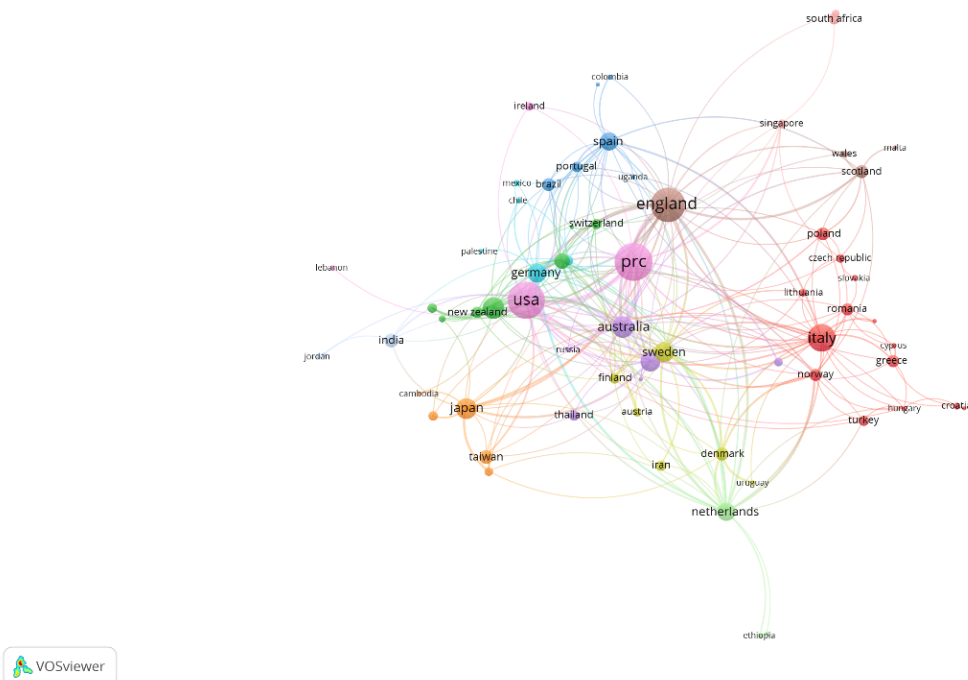 south africa
colombia
ireland
singapore
spain
wales
malta
portugal
scotland
uganda
mexico
brazil
chile
england
switzerland
poland
palestine
czech republic
prc
lebanon
germany
slovakia
lithuania
usa
romania
new zealand
australia
italy
india
cyprus
russia
sweden
jordan
greece
norway
finland
cambodia
japan
austria
hungary
croatia
thailand
turkey
denmark
taiwan
iran
uruguay
netherlands
ethiopia
VOSviewer